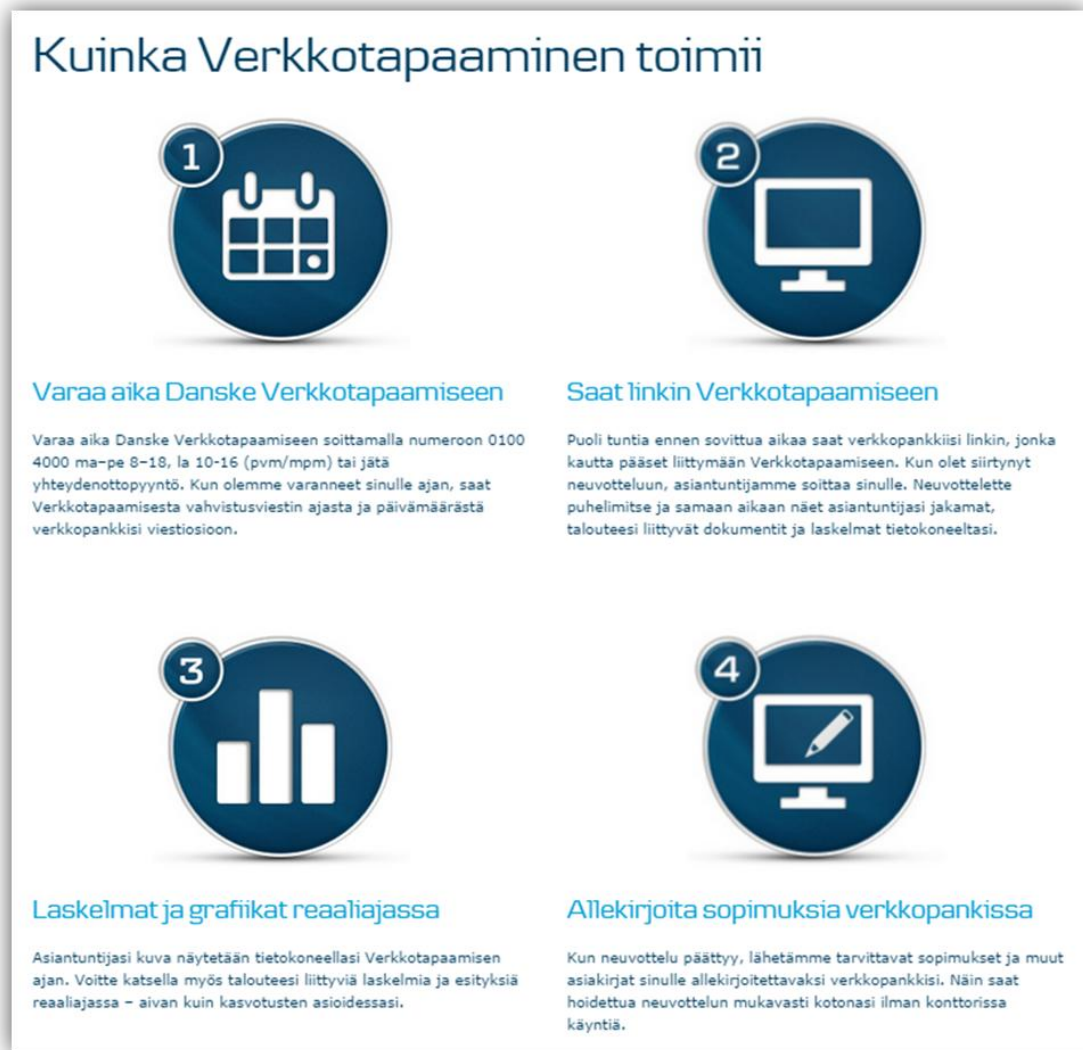 Kuinka Verkkotapaaminen toimii
1
Varaa aika Danske Verkkotapaamiseen
Varaa aika Danske Verkkotapaamiseen soittamalla numeroon 0100
4000 ma–pe 8–18, la 10-16 (pvm/mpm) tai jätä
yhteydenottopyyntö. Kun olemme varanneet sinulle ajan, saat
Verkkotapaamisesta vahvistusviestin ajasta ja päivämäärästä
verkkopankkisi viestiosioon.
2
Saat linkin Verkkotapaamiseen
Puoli tuntia ennen sovittua aikaa saat verkkopankkiisi linkin, jonka
kautta pääset liittymään Verkkotapaamiseen. Kun olet siirtynyt
neuvotteluun, asiantuntijamme soittaa sinulle. Neuvottelette
puhelimitse ja samaan aikaan näet asiantuntijasi jakamat,
talouteesi liittyvät dokumentit ja laskelmat tietokoneeltasi.
3
Laskelmat ja grafiikat reaaliajassa
Asiantuntijasi kuva näytetään tietokoneellasi Verkkotapaamisen
ajan. Voitte katsella myös talouteesi liittyviä laskelmia ja esityksiä
reaaliajassa – aivan kuin kasvotusten asioidessasi.
4
Allekirjoita sopimuksia verkkopankissa
Kun neuvottelu päättyy, lähetämme tarvittavat sopimukset ja muut
asiakirjat sinulle allekirjoitettavaksi verkkopankkisi. Näin saat
hoidettua neuvottelun mukavasti kotonasi ilman konttorissa
käyntiä.